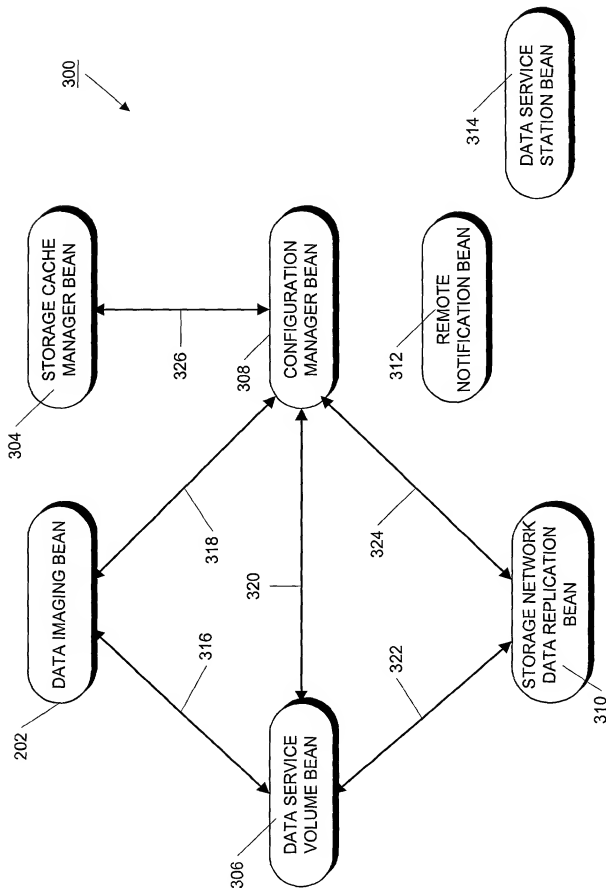 202
DATA IMAGING BEAN
304
STORAGE CACHE
MANAGER BEAN
300
316
318
326
306
DATA SERVICE
VOLUME BEAN
320
308
CONFIGURATION
MANAGER BEAN
322
324
312
REMOTE
NOTIFICATION BEAN
310
STORAGE NETWORK
DATA REPLICATION
BEAN
314
DATA SERVICE
STATION BEAN